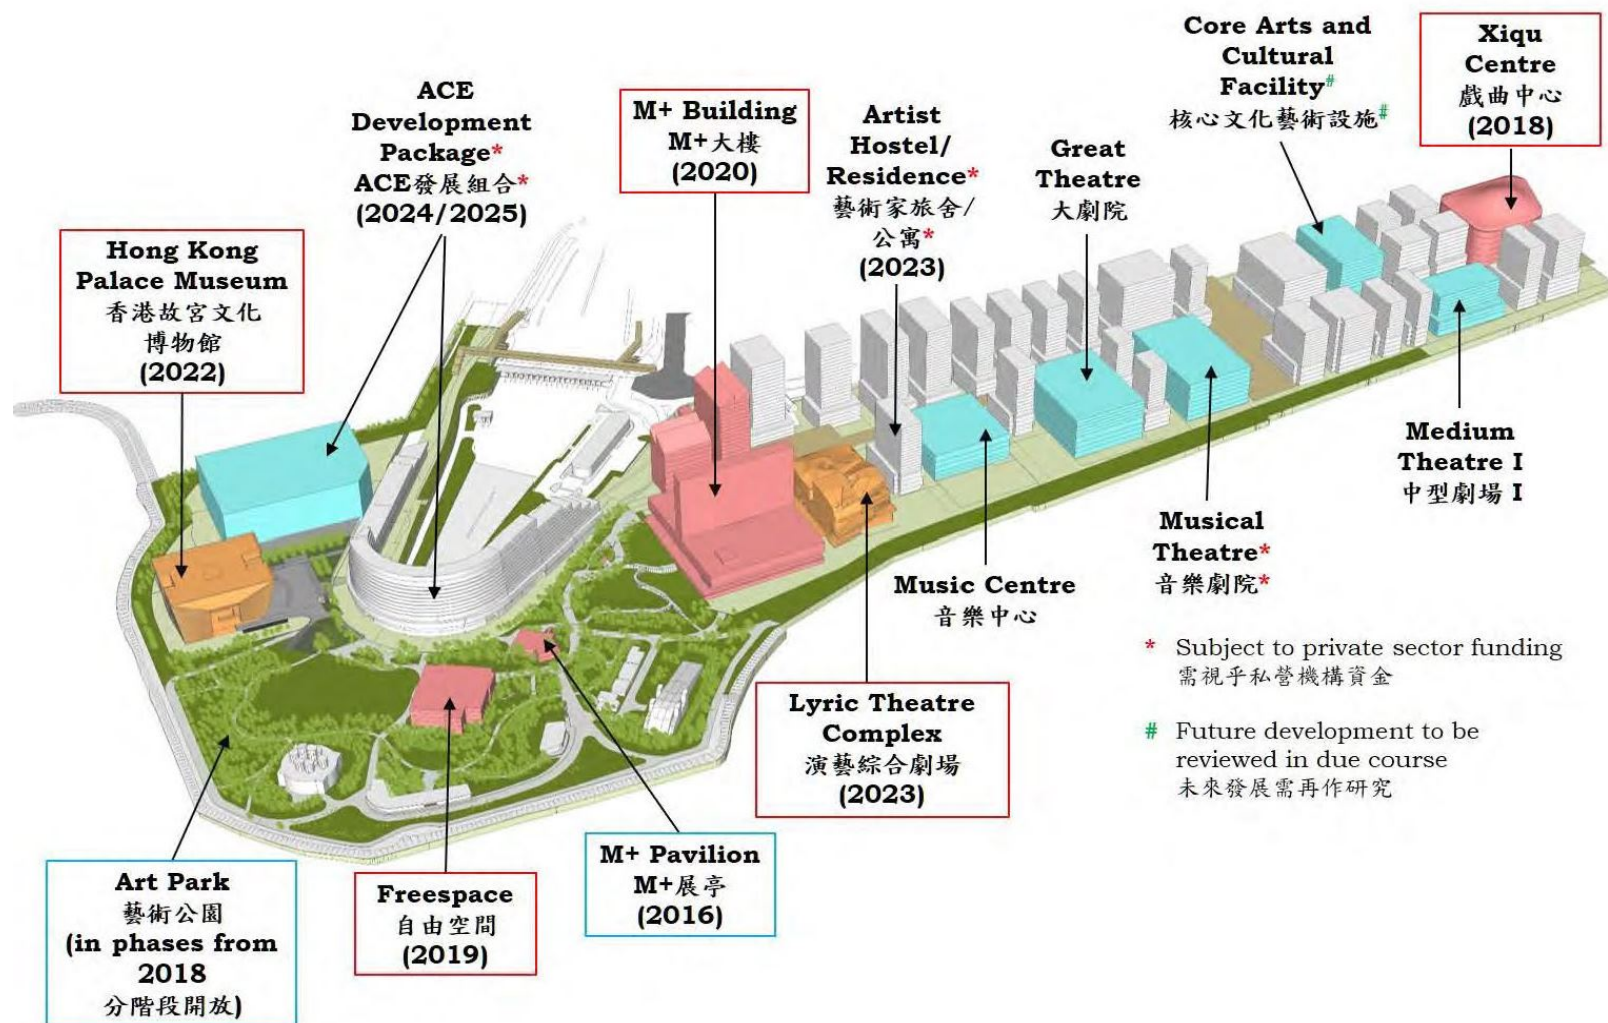 ACE
Development
Package*
ACE發展組合*
(2024/2025)
Hong Kong
Palace Museum
香港故宮文化
博物館
(2022)
M+ Building
M+大樓
(2020)
Artist
Hostel/
Residence*
藝術家旅舍/
公寓*
(2023)
Great
Theatre
大劇院
Core Arts and
Cultural
Facility#
核心文化藝術設施#
Xiqu
Centre
戲曲中心
(2018)
Medium
Theatre I
中型劇場 I
Musical
Theatre*
音樂劇院*
Music Centre
音樂中心
Lyric Theatre
Complex
演藝綜合劇場
(2023)
M+ Pavilion
M+展亭
(2016)
Freespace
自由空間
(2019)
Art Park
藝術公園
(in phases from
2018
分階段開放)
* Subject to private sector funding
需視乎私營機構資金
# Future development to be
reviewed in due course
未來發展需再作研究